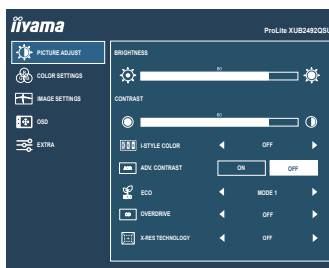 iiyama
ProLite XUB2492QSU
PICTURE ADJUST
COLOR SETTINGS
IMAGE SETTINGS
OSD
EXTRA
BRIGHTNESS
80
CONTRAST
80
I-STYLE COLOR
OFF
ADV. CONTRAST
ON
OFF
ECO
MODE 1
OVERDRIVE
OFF
X-RES TECHNOLOGY
OFF